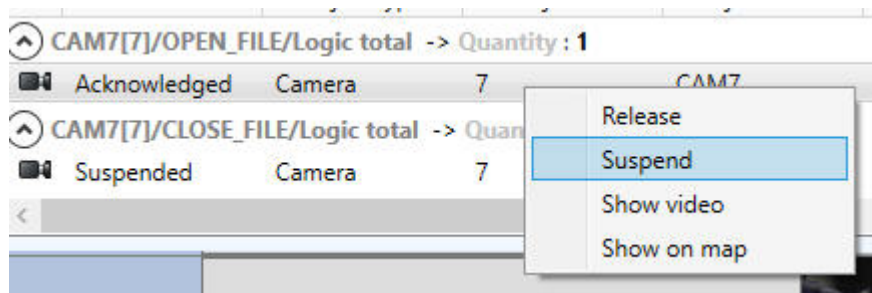 CAM7[7]/OPEN_FILE/Logic total -> Quantity : 1
Acknowledged Camera 7 CAM7
Release
CAM7[7]/CLOSE_FILE/Logic total -> Quan
Suspend
Suspended Camera 7
Show video
Show on map